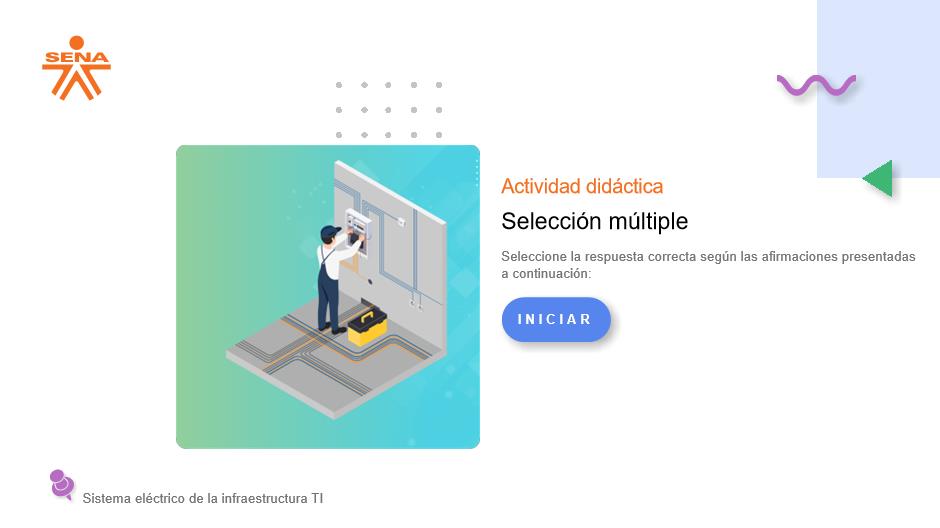 SENA
Actividad didáctica
Selección múltiple
Seleccione la respuesta correcta según las afirmaciones presentadas
a continuación:
INICIAR
Sistema eléctrico de la infraestructura TI